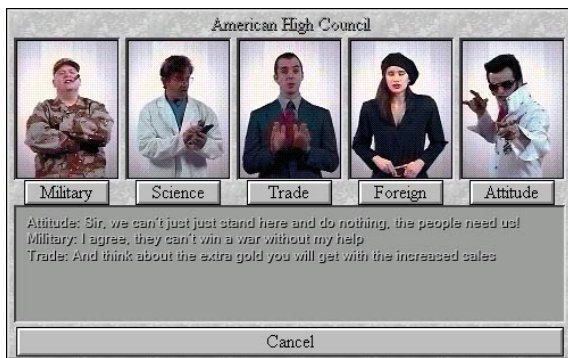 American High Council
Military
Science
Trade
Foreign
Attitude
Attitude: Sir, we can't just just stand here and do nothing, the people need us!
Military: I agree, they can't win a war without my help
Trade: And think about the extra gold you will get with the increased sales
Cancel